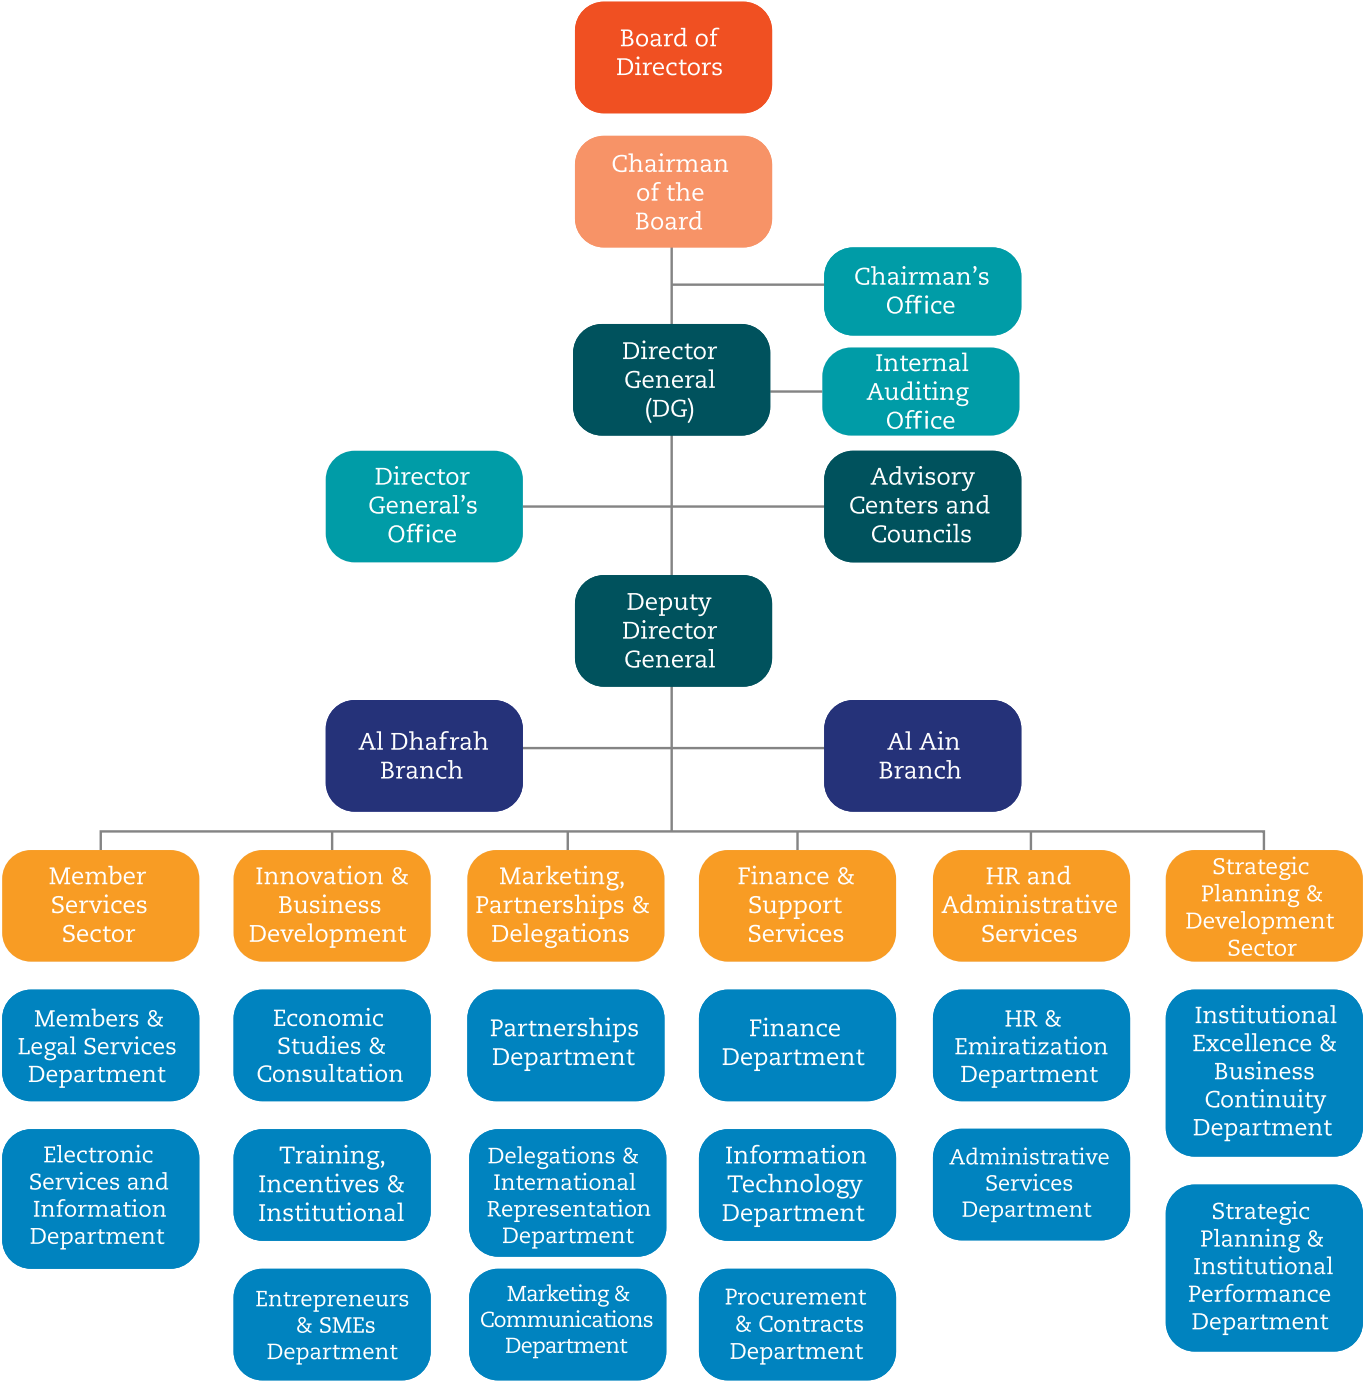 Board of
Directors
Chairman
of the
Board
Chairman’s
Office
Director
General
(DG)
Internal
Auditing
Office
Director
General’s
Office
Advisory
Centers and
Councils
Deputy
Director
General
Al Dhafrah
Branch
Al Ain
Branch
Member
Services
Sector
Innovation &
Business
Development
Marketing,
Partnerships &
Delegations
Finance &
Support
Services
HR and
Administrative
Services
Strategic
Planning &
Development
Sector
Members &
Legal Services
Department
Economic
Studies &
Consultation
Partnerships
Department
Finance
Department
HR &
Emiratization
Department
Institutional
Excellence &
Business
Continuity
Department
Electronic
Services and
Information
Department
Training,
Incentives &
Institutional
Delegations &
International
Representation
Department
Information
Technology
Department
Administrative
Services
Department
Strategic
Planning &
Institutional
Performance
Department
Entrepreneurs
& SMEs
Department
Marketing &
Communications
Department
Procurement
& Contracts
Department